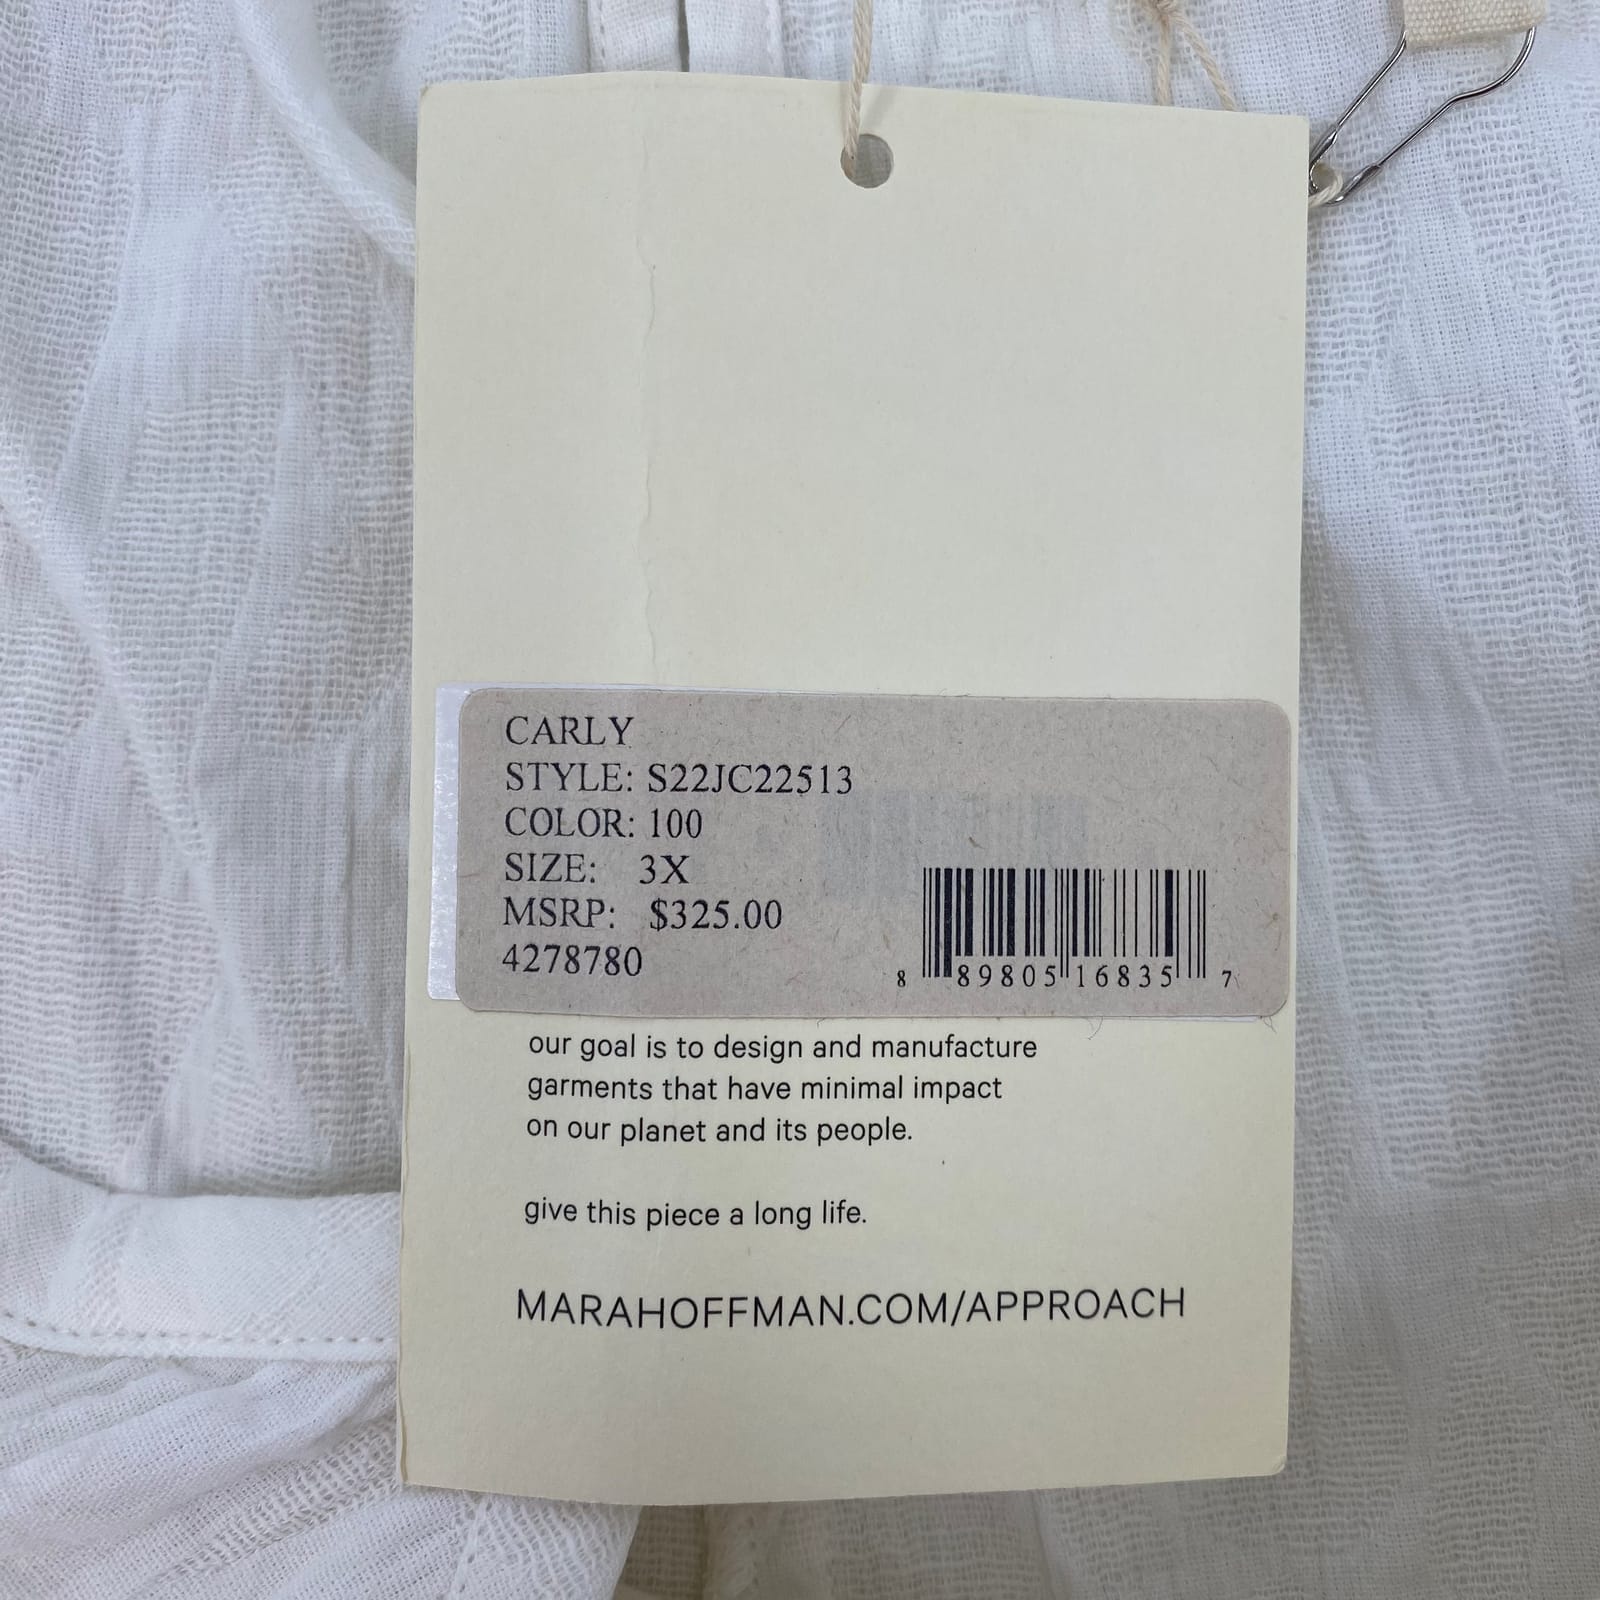 CARLY
STYLE: S22JC22513
COLOR: 100
SIZE: 3X
MSRP: $325.00
4278780
8 89805 16835 7
our goal is to design and manufacture
garments that have minimal impact
on our planet and its people.
give this piece a long life.
MARAHOFFMAN.COM/APPROACH